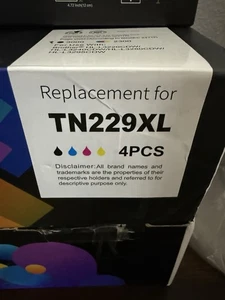 Replacement for
TN229XL
4PCS
Disclaimer:All brand names and
trademarks are the properties of
their respective holders and
referred to for descriptive purpose
only.